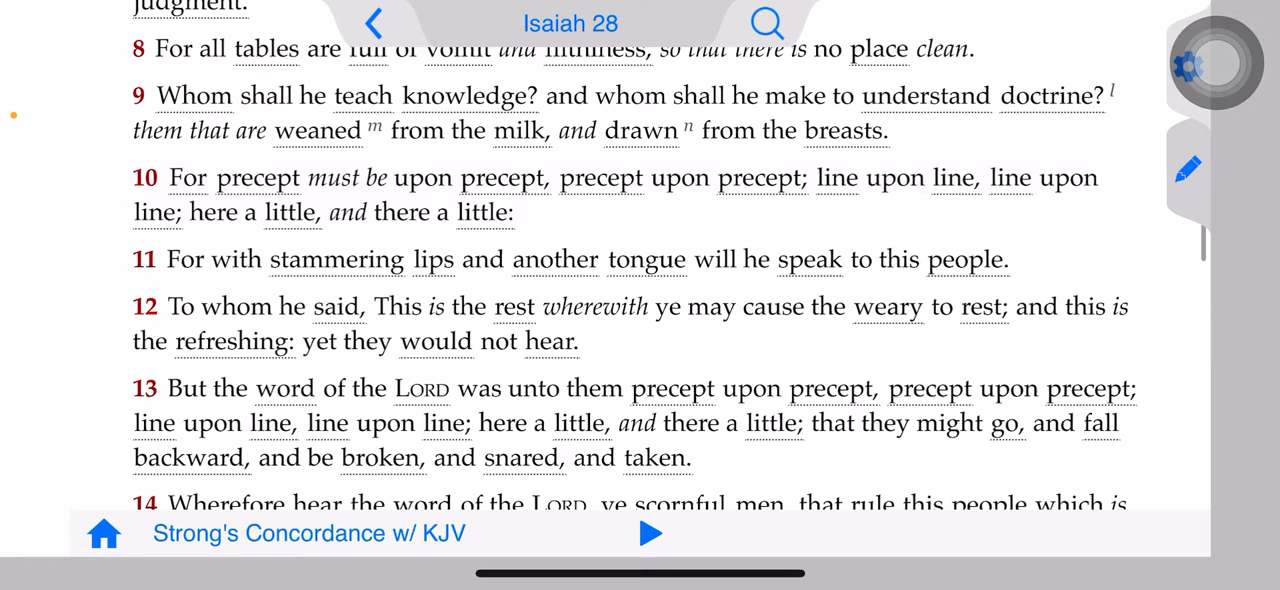 judgment.
Isaiah 28
8 For all tables are full of vomit and filthiness, so that there is no place clean.
9 Whom shall he teach knowledge? and whom shall he make to understand doctrine? l
them that are weaned m from the milk, and drawn n from the breasts.
10 For precept must be upon precept, precept upon precept; line upon line, line upon
line; here a little, and there a little:
11 For with stammering lips and another tongue will he speak to this people.
12 To whom he said, This is the rest wherewith ye may cause the weary to rest; and this is
the refreshing: yet they would not hear.
13 But the word of the LORD was unto them precept upon precept, precept upon precept;
line upon line, line upon line; here a little, and there a little; that they might go, and fall
backward, and be broken, and snared, and taken.
14 Wherefore hear the word of the LORD, ye scornful men, that rule this people which is
Strong's Concordance w/ KJV